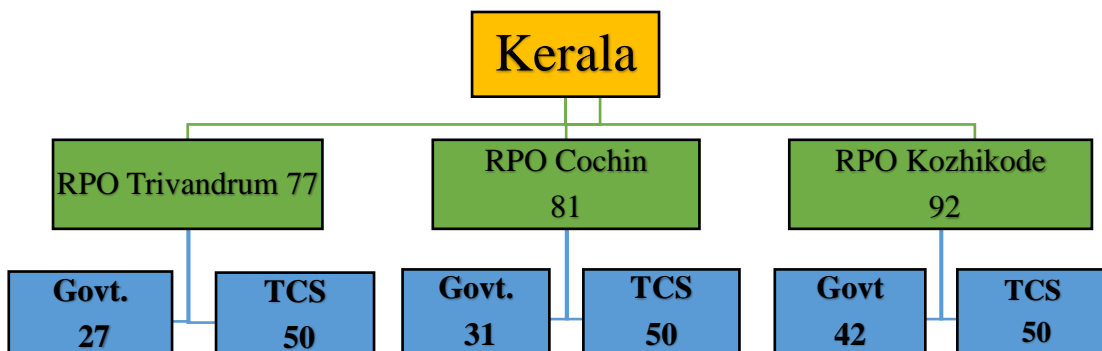 Kerala
RPO Trivandrum 77
RPO Cochin
81
RPO Kozhikode
92
Govt.
27
TCS
50
Govt.
31
TCS
50
Govt
42
TCS
50